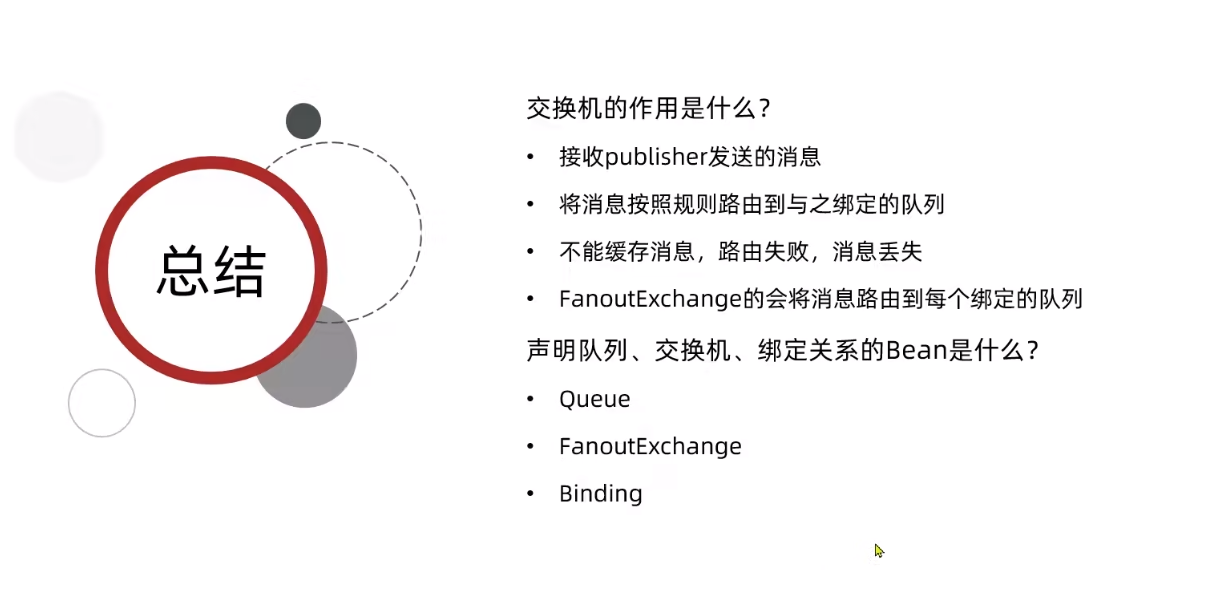 总结
交换机的作用是什么？
• 接收publisher发送的消息
• 将消息按照规则路由到与之绑定的队列
• 不能缓存消息，路由失败，消息丢失
• FanoutExchange的会将消息路由到每个绑定的队列
声明队列、交换机、绑定关系的Bean是什么？
• Queue
• FanoutExchange
• Binding